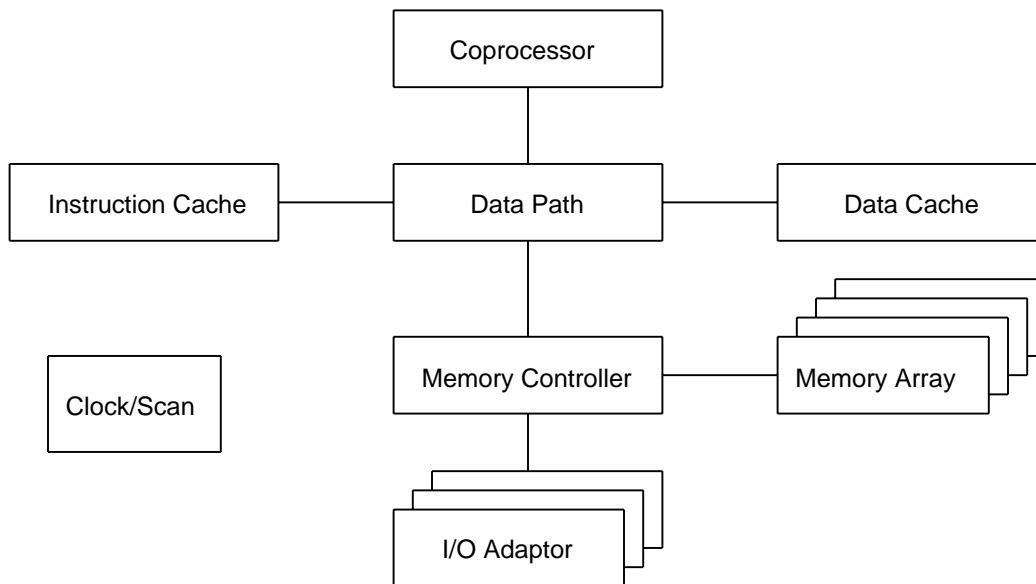 Coprocessor
Instruction Cache
Data Path
Data Cache
Memory Controller
Memory Array
Clock/Scan
I/O Adaptor